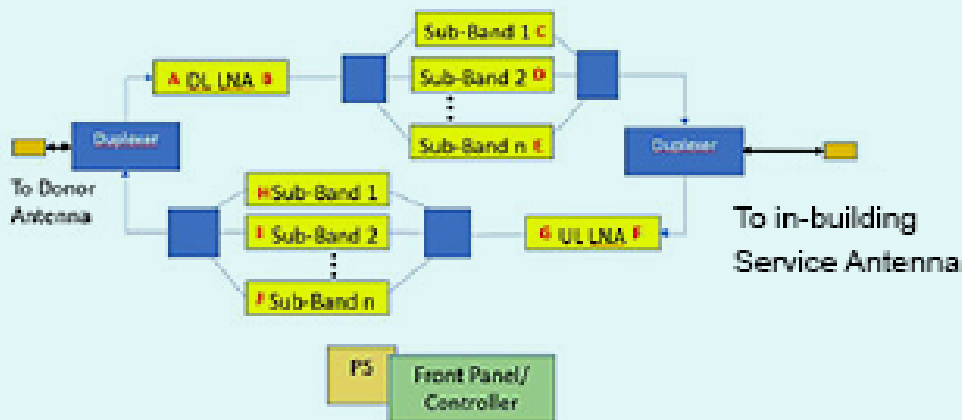 Sub-Band 1 C
A DL LNA B
Sub-Band 2 D
Sub-Band n E
Duplexer
Duplexer
To Donor
Antenna
H Sub-Band 1
I Sub-Band 2
J Sub-Band n
G UL LNA F
To in-building
Service Antenna
PS
Front Panel/
Controller